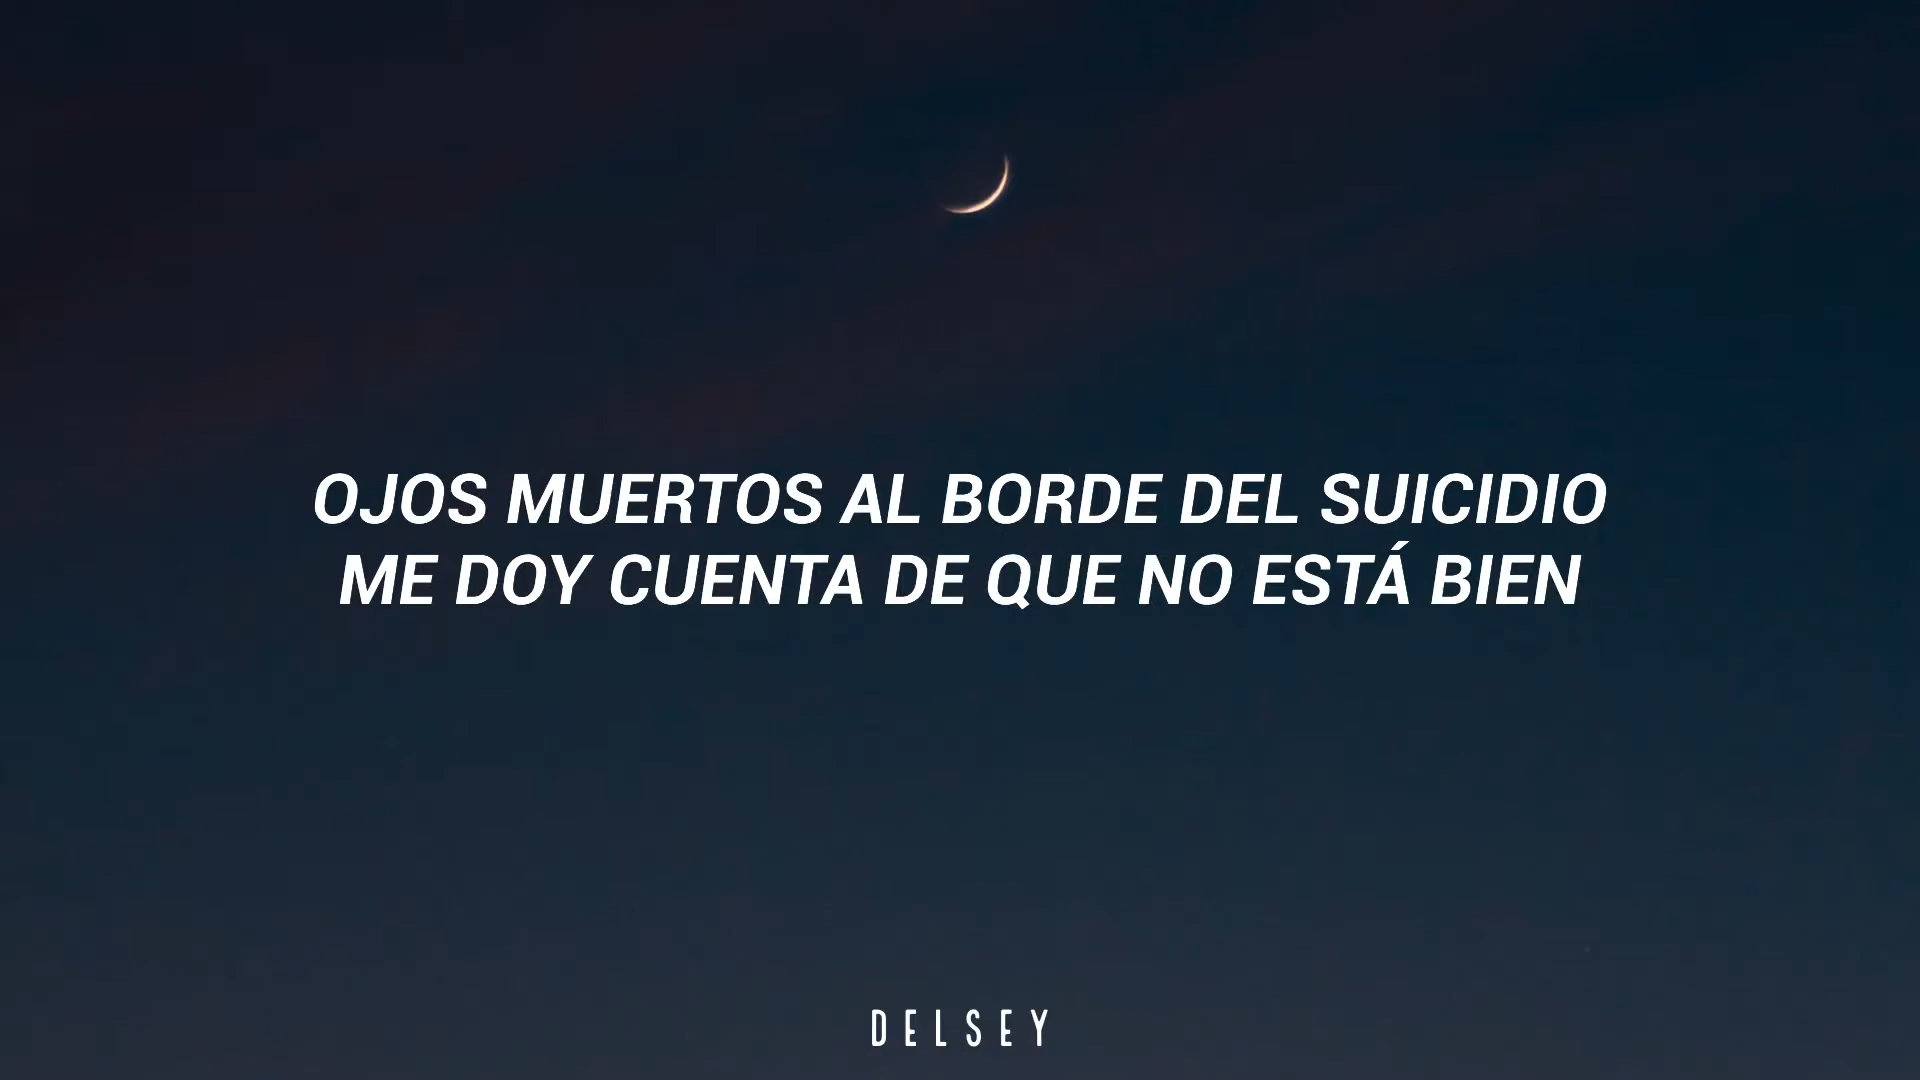 OJOS MUERTOS AL BORDE DEL SUICIDIO
ME DOY CUENTA DE QUE NO ESTÁ BIEN
DELSEY